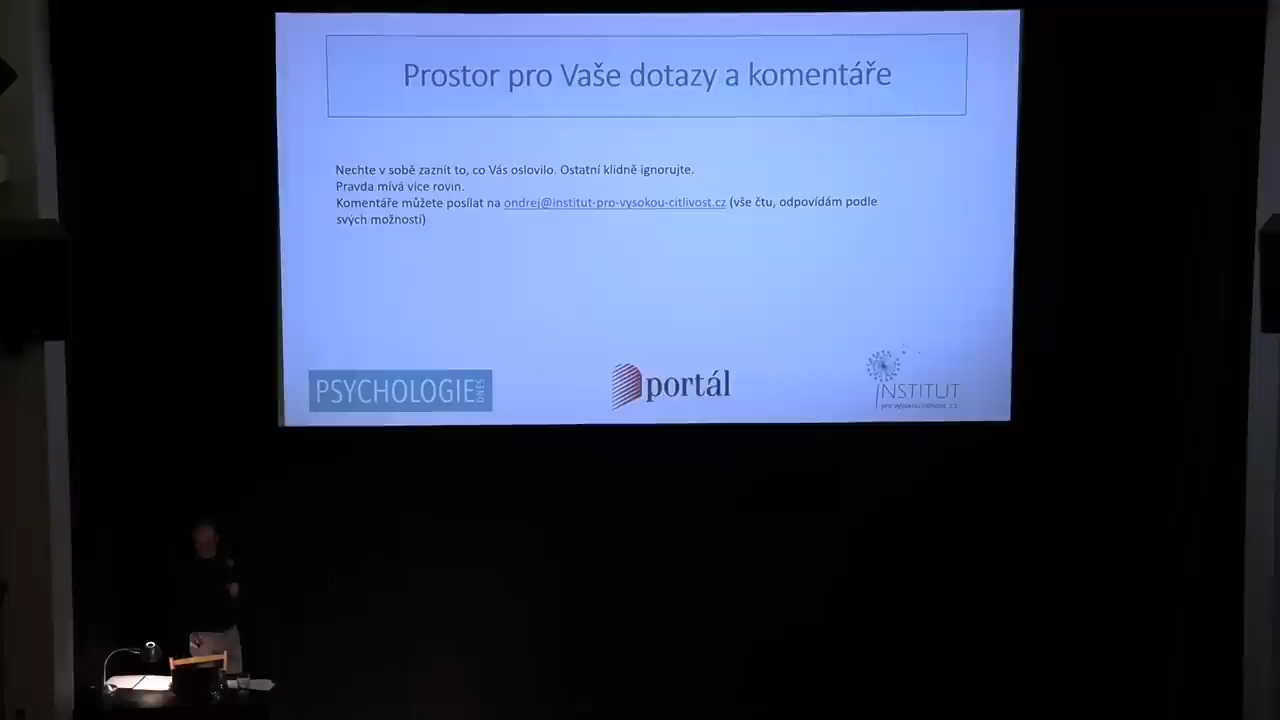 Prostor pro Vaše dotazy a komentáře
Nechte v sobě zaznít to, co Vás oslovilo. Ostatní klidně ignorujte.
Pravda mívá více rovin.
Komentáře můžete posílat na ondrej@institut-pro-vysokou-citlivost.cz (vše čtu, odpovídám podle
svých možností)
PSYCHOLOGIE DNES
portál
INSTITUT
pro vysokou citlivost, z.s.